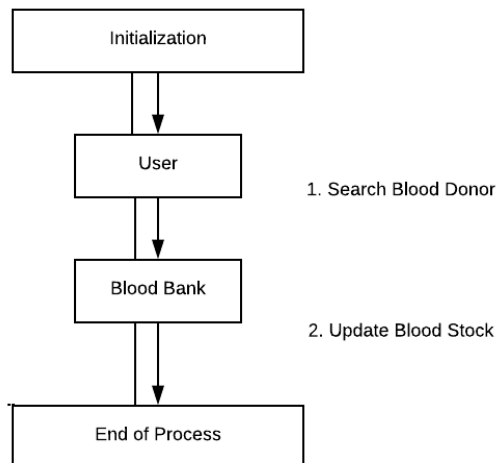 Initialization
User
1. Search Blood Donor
Blood Bank
2. Update Blood Stock
End of Process